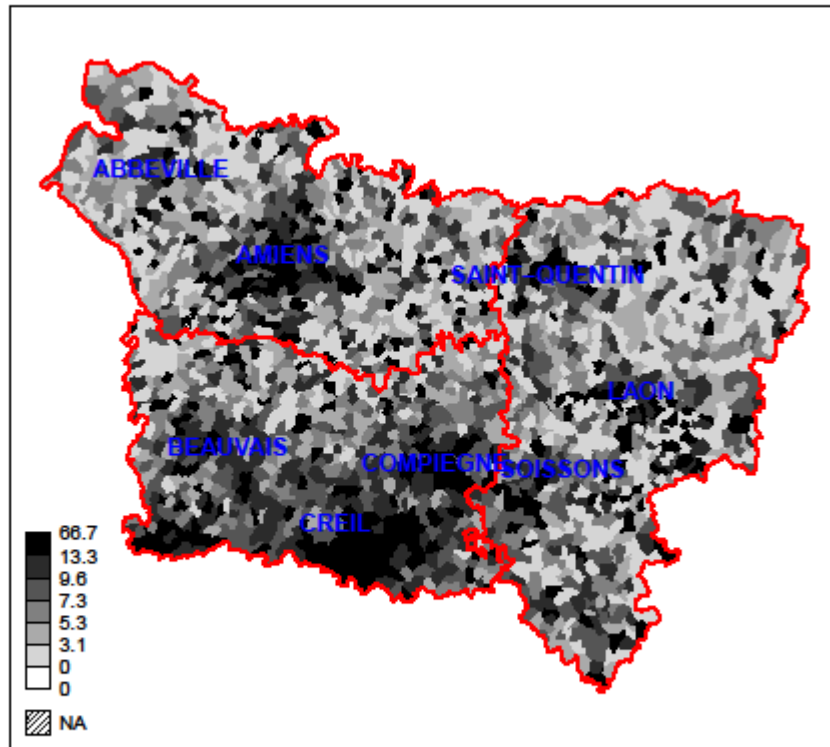 ABBEVILLE
AMIENS
SAINT-QUENTIN
LAON
BEAUVAIS
COMPIEGNE
SOISSONS
CREIL
66.7
13.3
9.6
7.3
5.3
3.1
0
0
NA